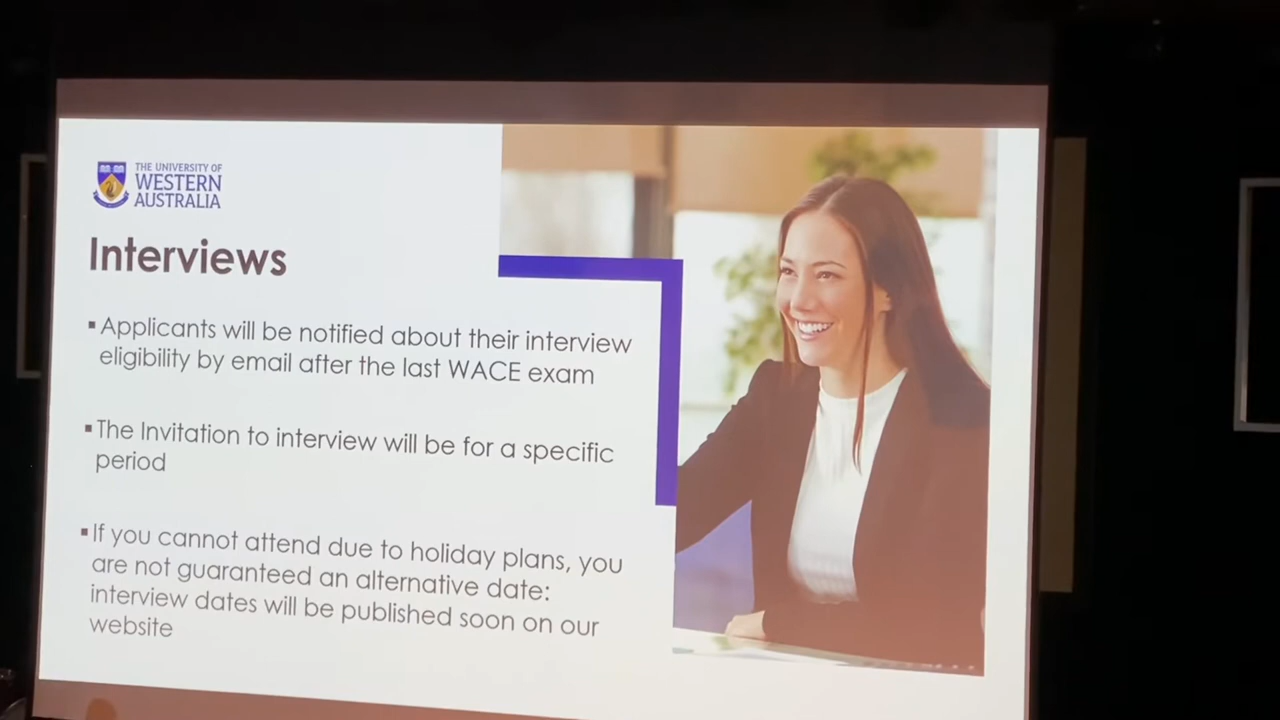 THE UNIVERSITY OF
WESTERN
AUSTRALIA
Interviews
▪Applicants will be notified about their interview
eligibility by email after the last WACE exam
▪The Invitation to interview will be for a specific
period
▪If you cannot attend due to holiday plans, you
are not guaranteed an alternative date:
interview dates will be published soon on our
website